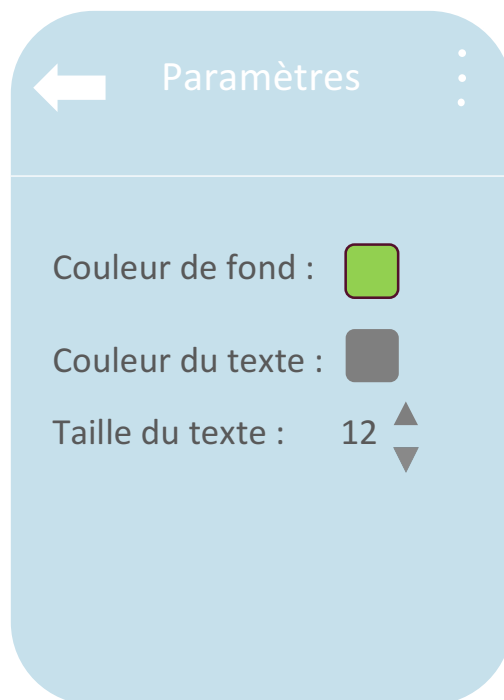 Paramètres
Couleur de fond :
Couleur du texte :
Taille du texte : 12